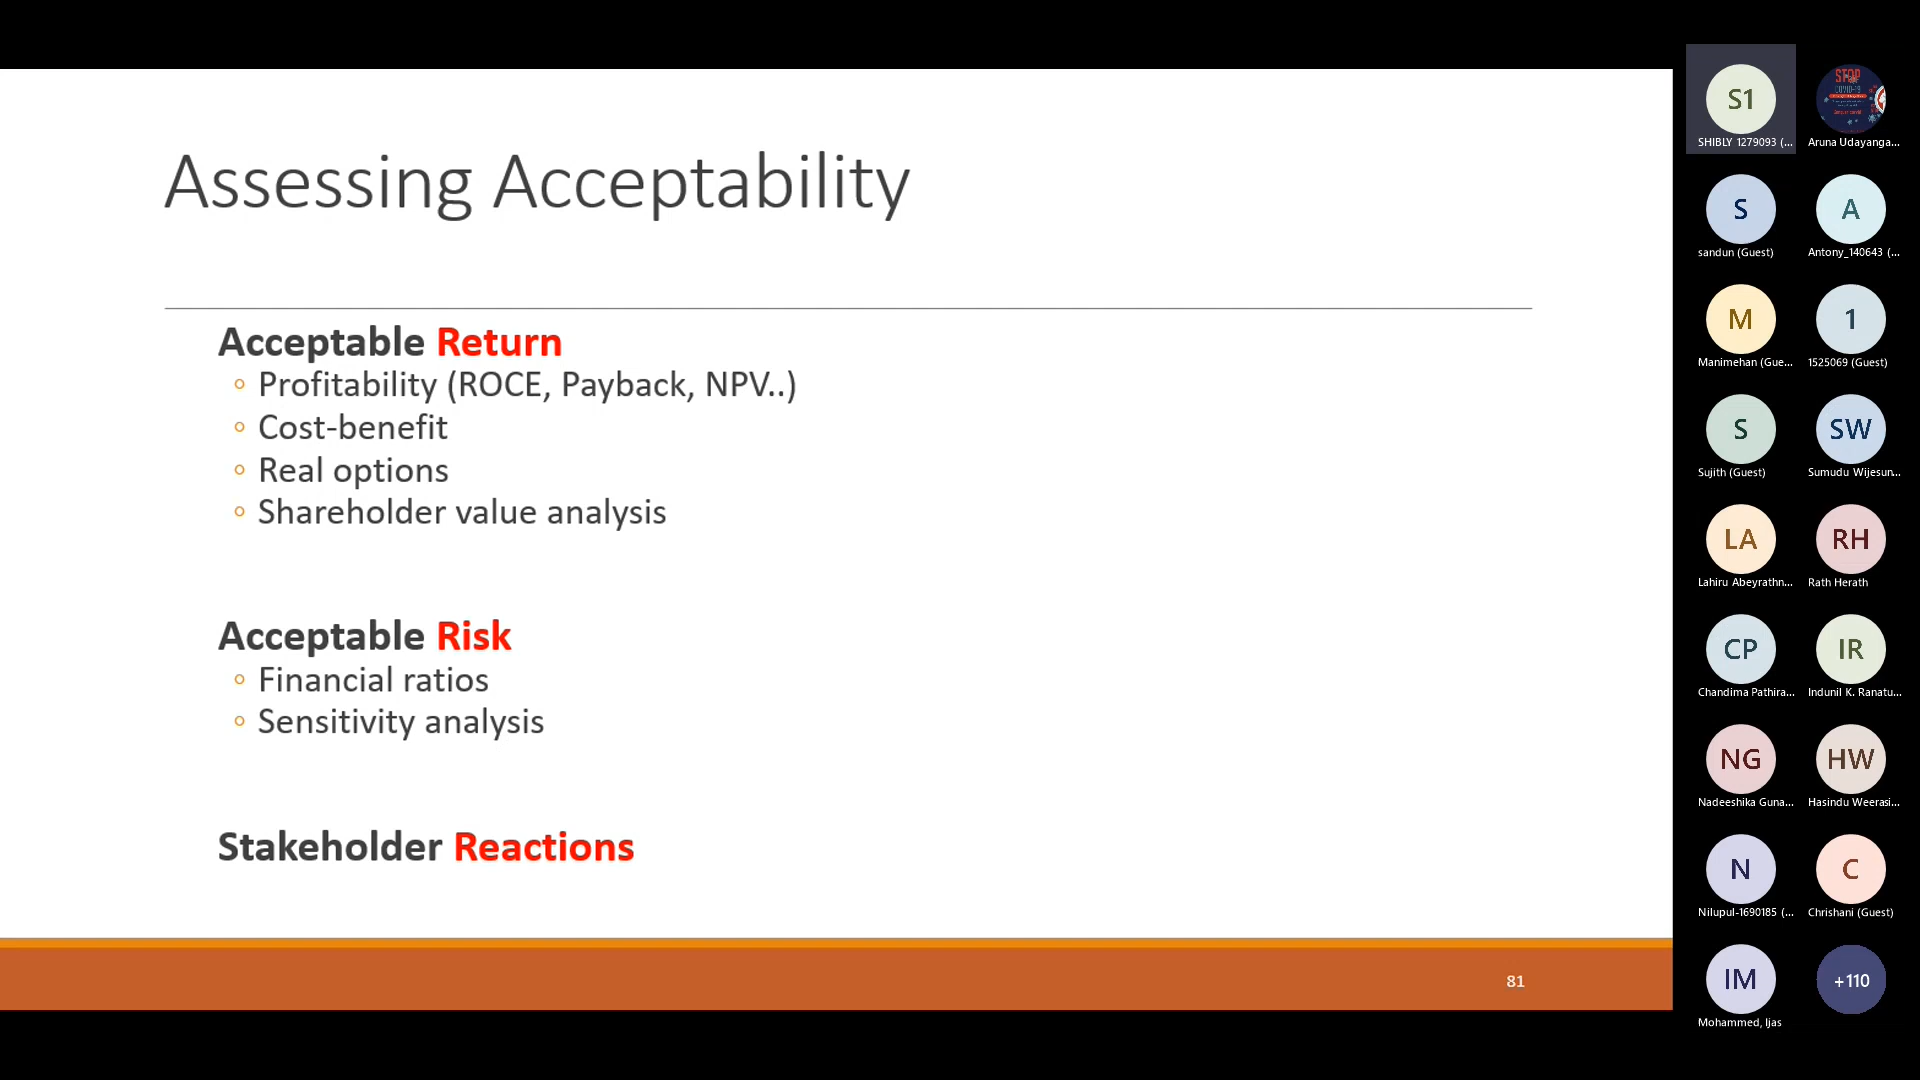 Assessing Acceptability
Acceptable Return
Profitability (ROCE, Payback, NPV..)
Cost-benefit
Real options
Shareholder value analysis
Acceptable Risk
Financial ratios
Sensitivity analysis
Stakeholder Reactions
81
S1
SHIBLY 1279093 (...
STOP
COVID-19
Aruna Udayanga...
S
sandun (Guest)
A
Antony_140643 (...
M
Manimehan (Gue...
1
1525069 (Guest)
S
Sujith (Guest)
SW
Sumudu Wijesun...
LA
Lahiru Abeyrathn...
RH
Rath Herath
CP
Chandima Pathira...
IR
Indunil K. Ranatu...
NG
Nadeeshika Guna...
HW
Hasindu Weerasi...
N
Nilupul-1690185 (...
C
Chrishani (Guest)
IM
Mohammed, Ijas
+110